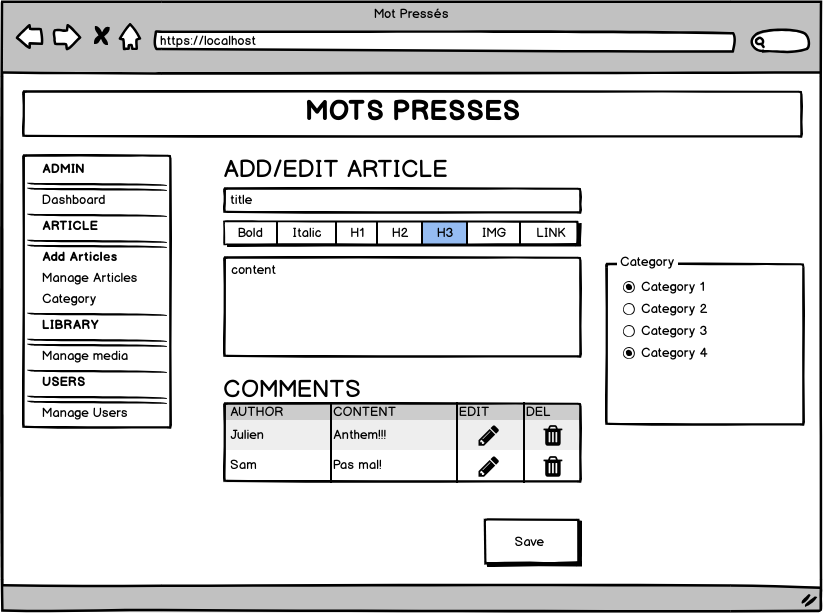 Mot Pressés
https://localhost
MOTS PRESSES
ADMIN
Dashboard
ARTICLE
Add Articles
Manage Articles
Category
LIBRARY
Manage media
USERS
Manage Users
ADD/EDIT ARTICLE
title
Bold Italic H1 H2 H3 IMG LINK
content
COMMENTS
AUTHOR CONTENT EDIT DEL
Julien Anthem!!!
Sam Pas mal!
Save
Category
Category 1
Category 2
Category 3
Category 4